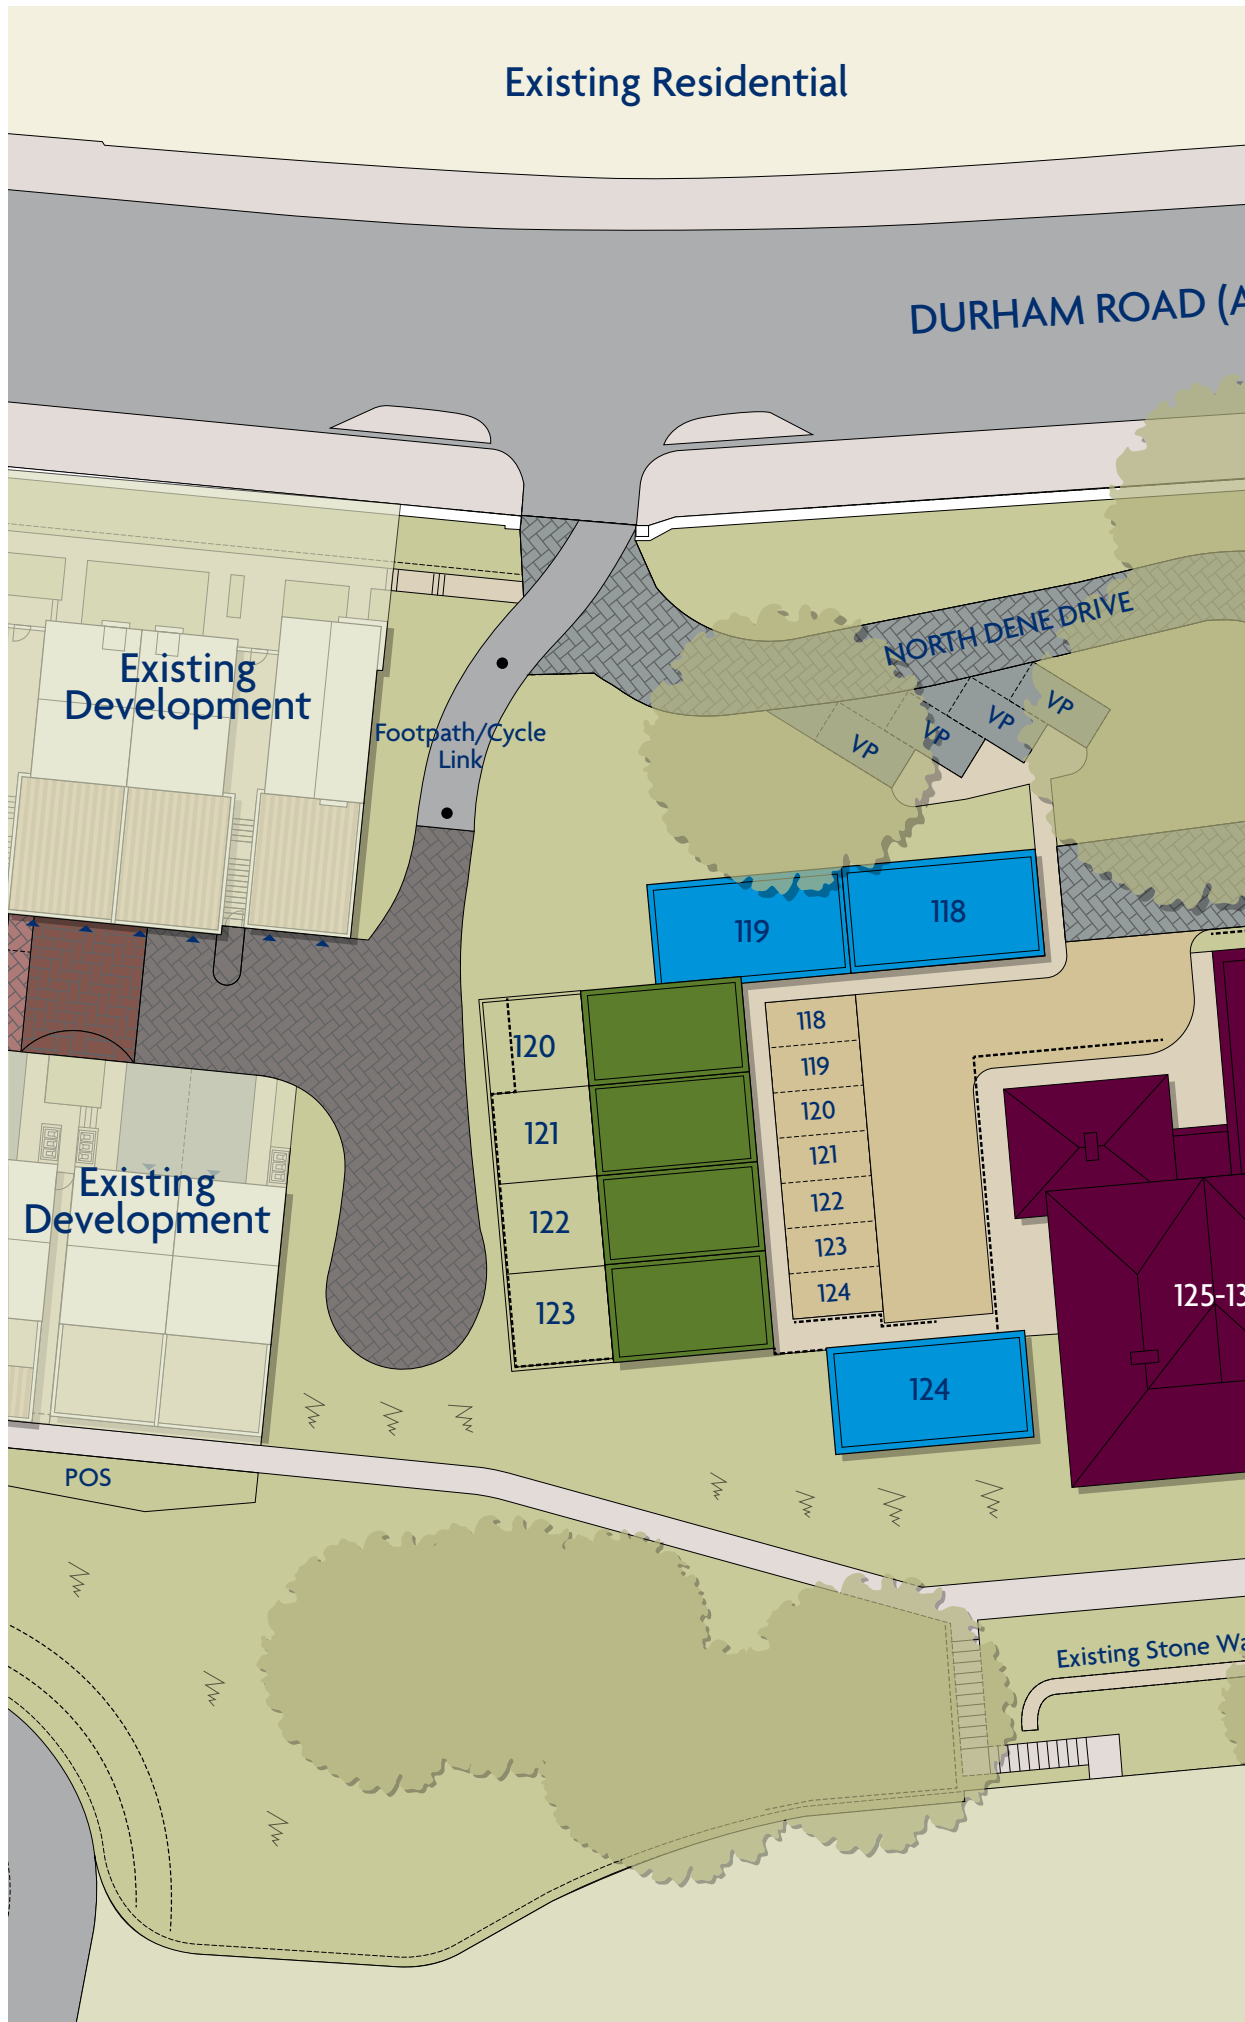 Existing Residential
DURHAM ROAD (A
NORTH DENE DRIVE
Existing
Development
Footpath/Cycle
Link
VP
VP
VP
VP
119
118
120
121
122
123
118
119
120
121
122
123
124
Existing
Development
125-13
124
POS
Existing Stone Wa